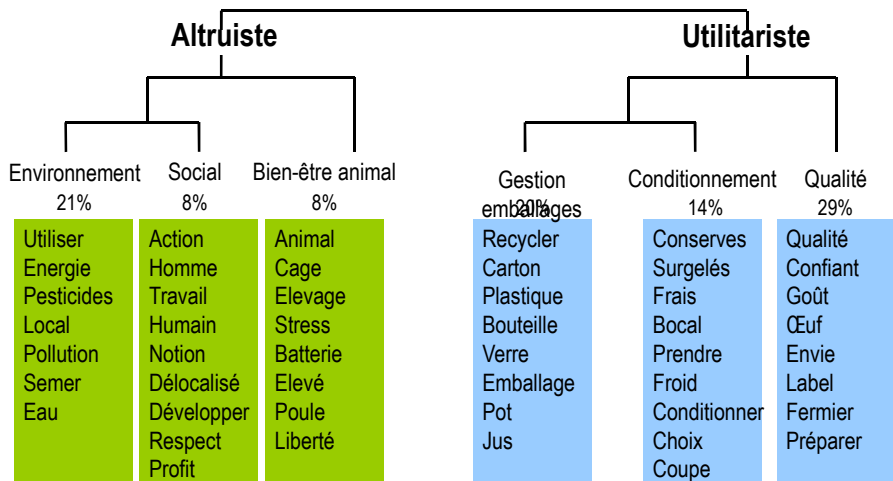 Altruiste
Utilitariste
Environnement
21%
Social
8%
Bien-être animal
8%
Gestion
emballages
20%
Conditionnement
14%
Qualité
29%
Utiliser
Energie
Pesticides
Local
Pollution
Semer
Eau
Action
Homme
Travail
Humain
Notion
Délocalisé
Développer
Respect
Profit
Animal
Cage
Elevage
Stress
Batterie
Elevé
Poule
Liberté
Recycler
Carton
Plastique
Bouteille
Verre
Emballage
Pot
Jus
Conserves
Surgelés
Frais
Bocal
Prendre
Froid
Conditionner
Choix
Coupe
Qualité
Confiant
Goût
Œuf
Envie
Label
Fermier
Préparer